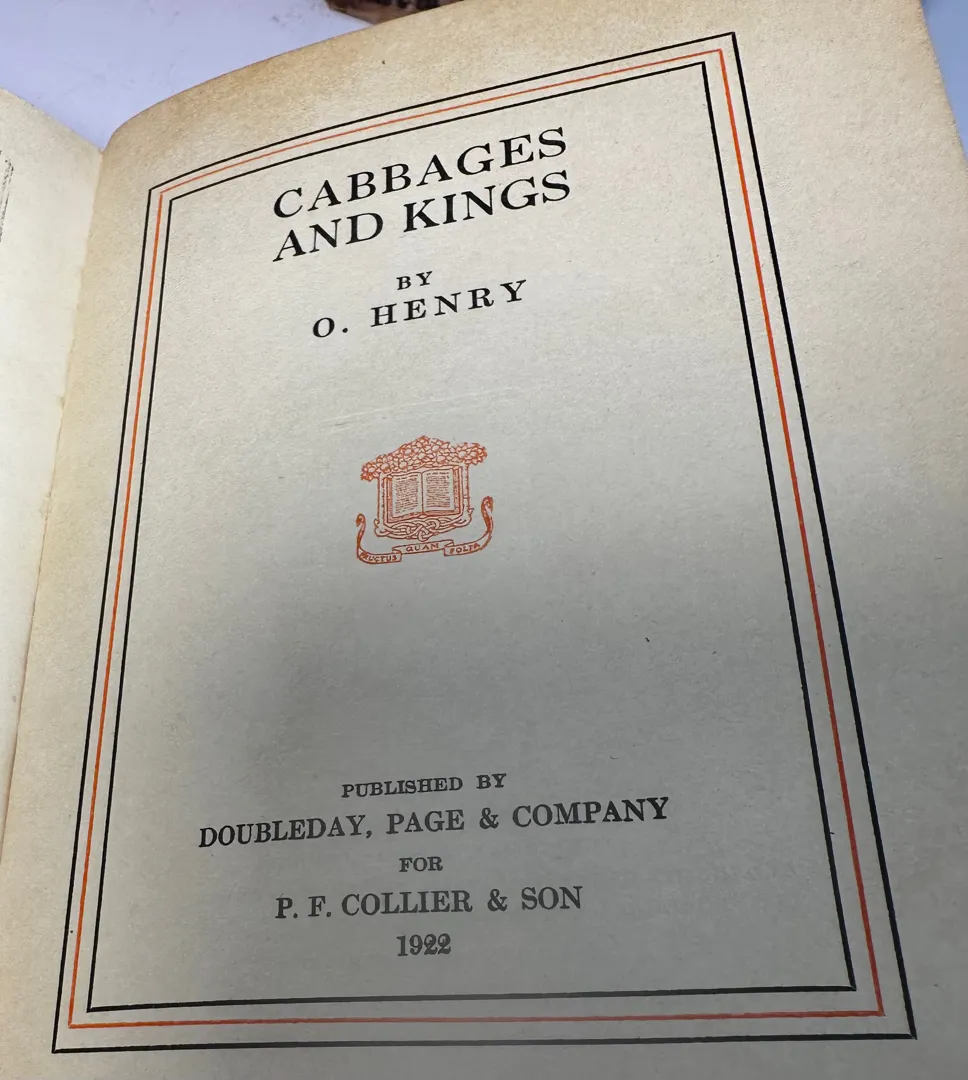 CABBAGES
AND KINGS
BY
O. HENRY
FRUCTUS QUAM FOLIA
PUBLISHED BY
DOUBLEDAY, PAGE & COMPANY
FOR
P. F. COLLIER & SON
1922